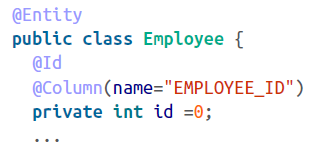 @Entity
public class Employee {
@Id
@Column(name="EMPLOYEE_ID")
private int id =0;
...